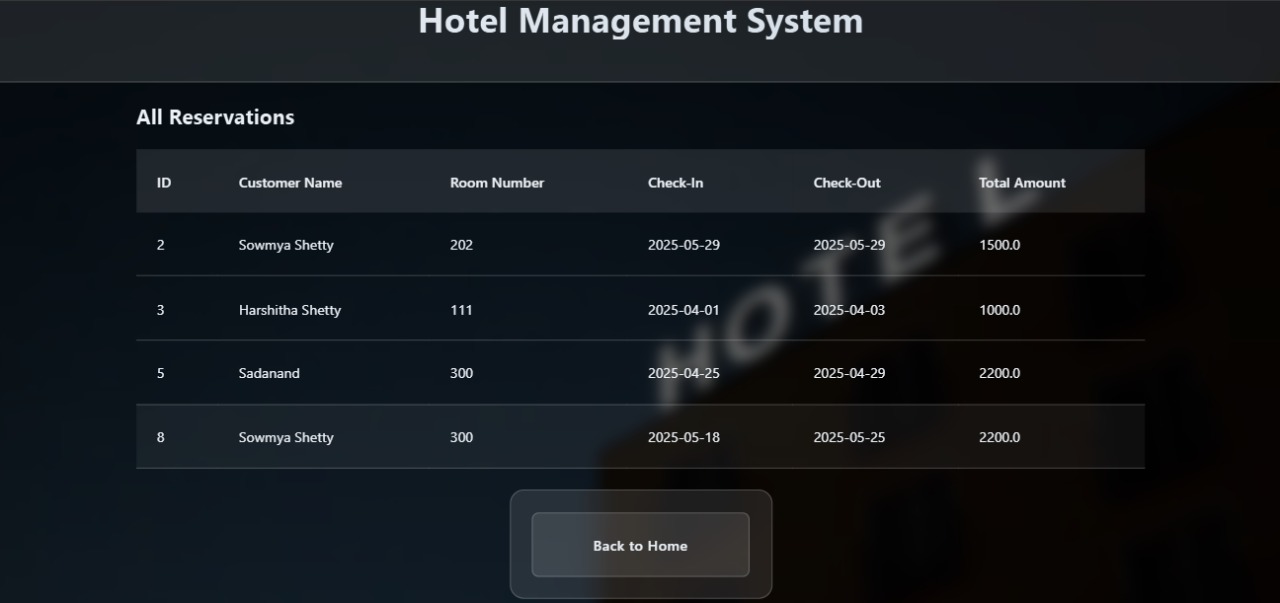 Hotel Management System
All Reservations
ID Customer Name Room Number Check-In Check-Out Total Amount
2 Sowmya Shetty 202 2025-05-29 2025-05-29 1500.0
3 Harshitha Shetty 111 2025-04-01 2025-04-03 1000.0
5 Sadanand 300 2025-04-25 2025-04-29 2200.0
8 Sowmya Shetty 300 2025-05-18 2025-05-25 2200.0
HOTEL
Back to Home